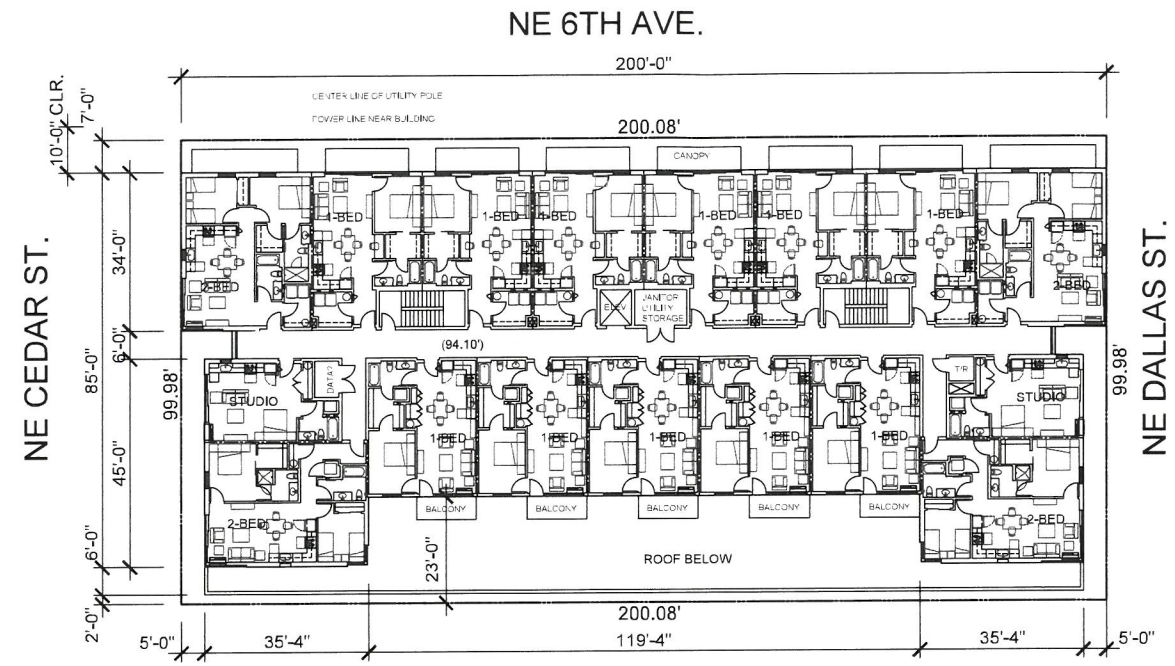 NE 6TH AVE.
200'-0"
CENTER LINE OF UTILITY POLE
POWER LINE NEAR BUILDING
200.08'
10'-0" CLR.
7'-0"
CANOPY
1-BED
1-BED
1-BED
1-BED
1-BED
1-BED
2-BED
2-BED
ELEV
JANITOR
UTILITY
STORAGE
NE CEDAR ST.
NE DALLAS ST.
34'-0"
6'-0"
85'-0"
45'-0"
6'-0"
2'-0"
99.98'
99.98'
(94.10')
DATA?
T/R
STUDIO
STUDIO
1-BED
1-BED
1-BED
1-BED
1-BED
2-BED
2-BED
BALCONY
BALCONY
BALCONY
BALCONY
BALCONY
23'-0"
ROOF BELOW
200.08'
5'-0"
35'-4"
119'-4"
35'-4"
5'-0"